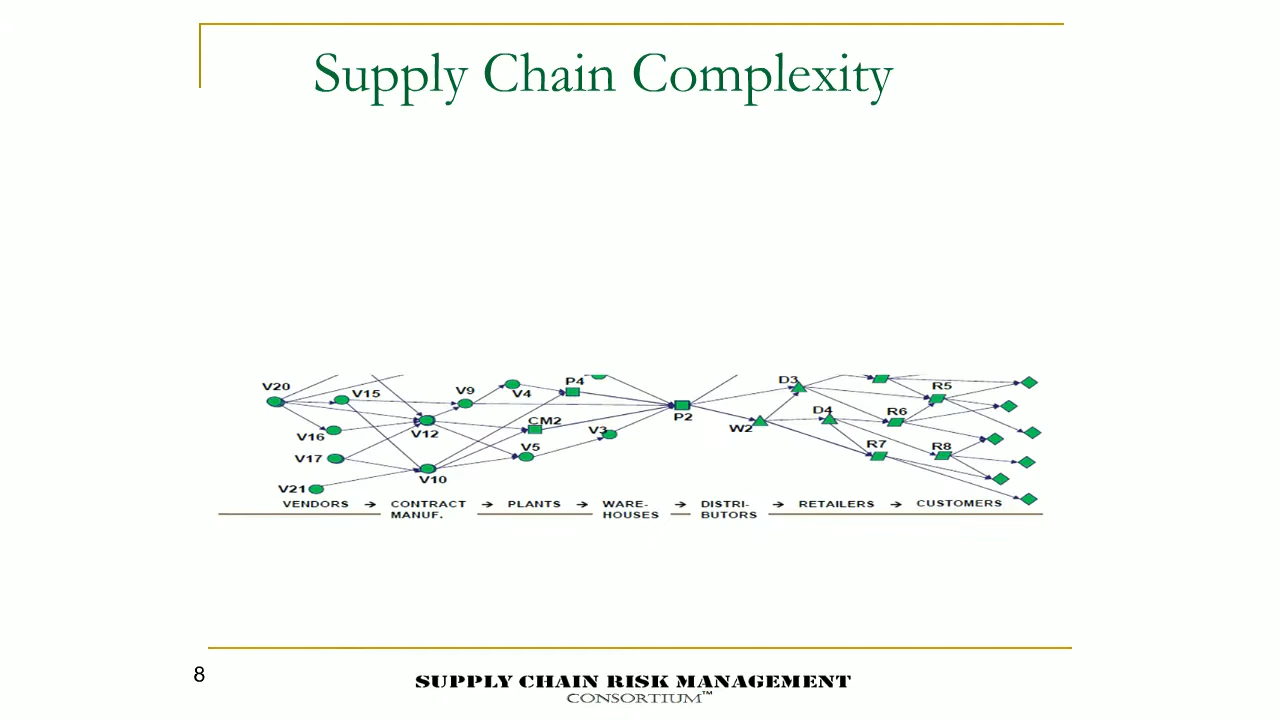 Supply Chain Complexity
V20
V15
V9
V4
P4
D3
R5
V16
V12
CM2
V3
P2
W2
D4
R6
V17
V10
V5
R7
R8
V21
VENDORS → CONTRACT MANUF. → PLANTS → WARE-HOUSES → DISTRI-BUTORS → RETAILERS → CUSTOMERS
8
SUPPLY CHAIN RISK MANAGEMENT
CONSORTIUM™